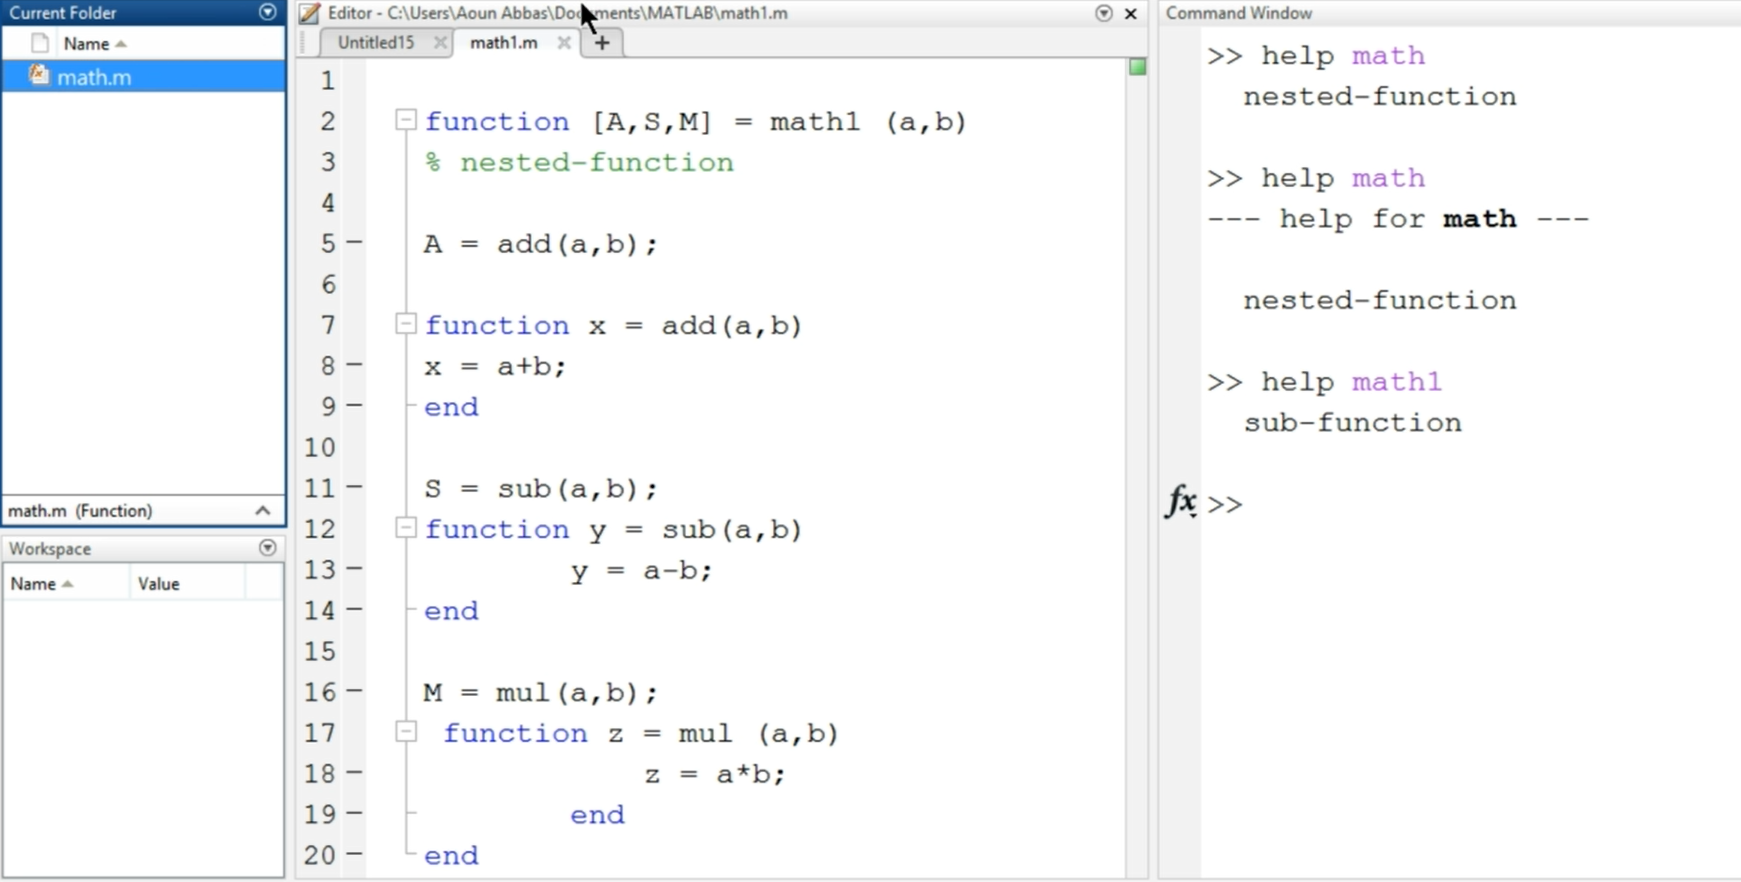 Current Folder
Name
math.m
math.m (Function)
Workspace
Name Value
Editor - C:\Users\Aoun Abbas\Documents\MATLAB\math1.m
Untitled15 math1.m +
1
2 function [A,S,M] = math1 (a,b)
3 % nested-function
4
5 - A = add(a,b);
6
7 function x = add(a,b)
8 - x = a+b;
9 - end
10
11 - S = sub(a,b);
12 function y = sub(a,b)
13 - y = a-b;
14 - end
15
16 - M = mul(a,b);
17 function z = mul (a,b)
18 - z = a*b;
19 - end
20 - end
Command Window
>> help math
nested-function
>> help math
--- help for math ---
nested-function
>> help math1
sub-function
fx >>